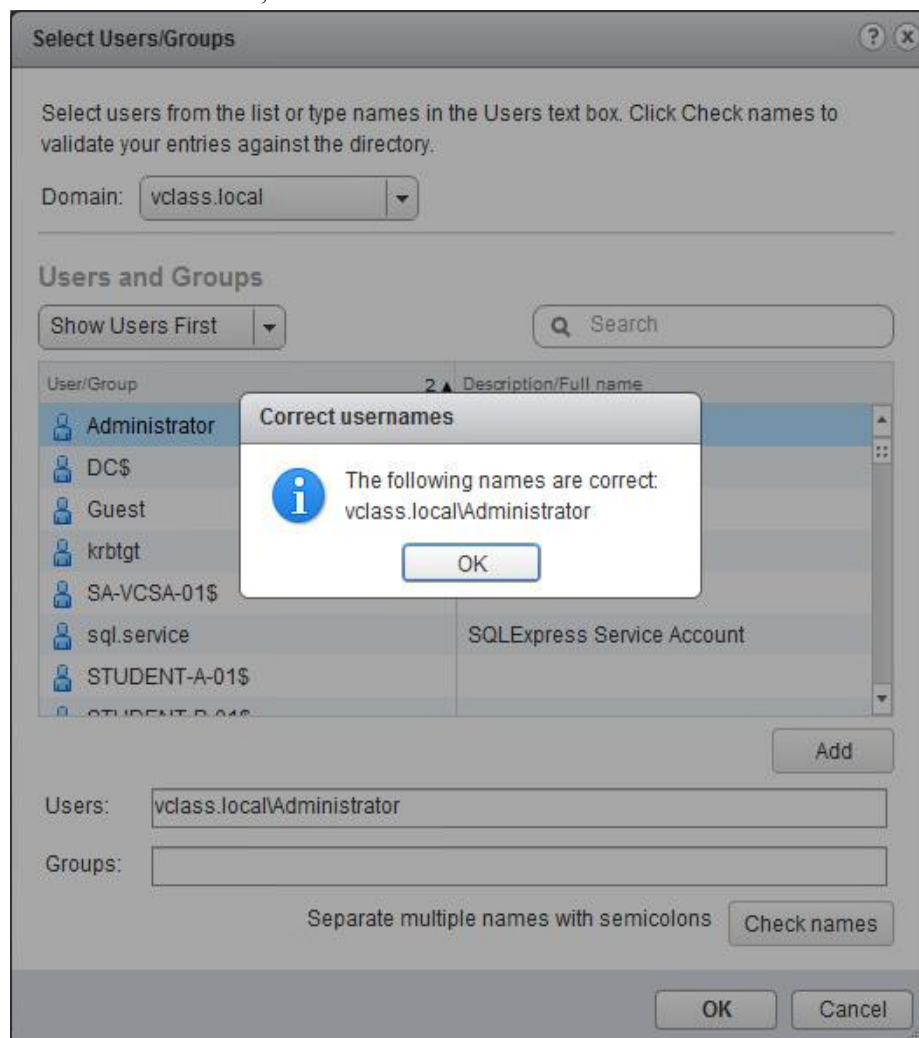 Select Users/Groups
Select users from the list or type names in the Users text box. Click Check names to
validate your entries against the directory.
Domain: vclass.local
Users and Groups
Show Users First
Search
User/Group 2 ▲ Description/Full name
Administrator
DC$
Guest
krbtgt
SA-VCSA-01$
sql.service SQLExpress Service Account
STUDENT-A-01$
Correct usernames
The following names are correct:
vclass.local\Administrator
OK
Add
Users: vclass.local\Administrator
Groups:
Separate multiple names with semicolons Check names
OK Cancel